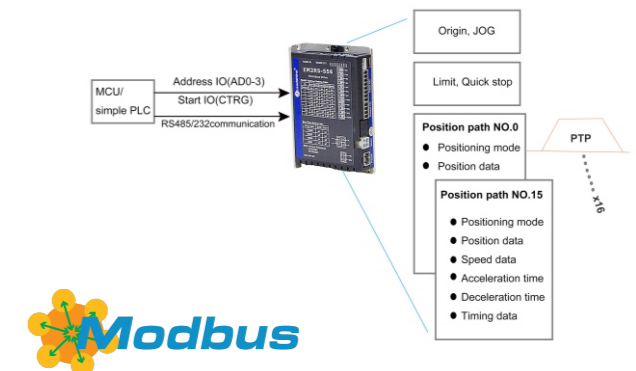 Origin, JOG
Limit, Quick stop
MCU/
simple PLC
Address IO(AD0-3)
Start IO(CTRG)
RS485/232communication
EM2RS-556
Position path NO.0
● Positioning mode
● Position data
PTP
x16
Position path NO.15
● Positioning mode
● Position data
● Speed data
● Acceleration time
● Deceleration time
● Timing data
Modbus